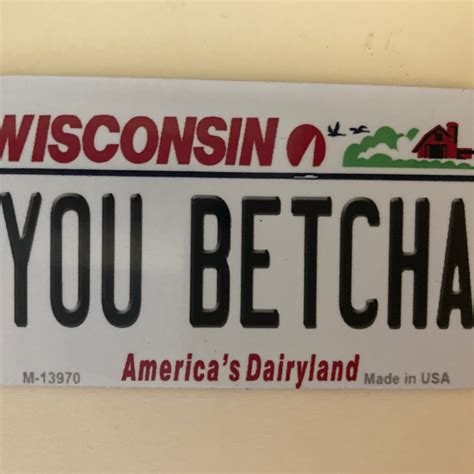 WISCONSIN
YOU BETCHA
M-13970 America's Dairyland Made in USA